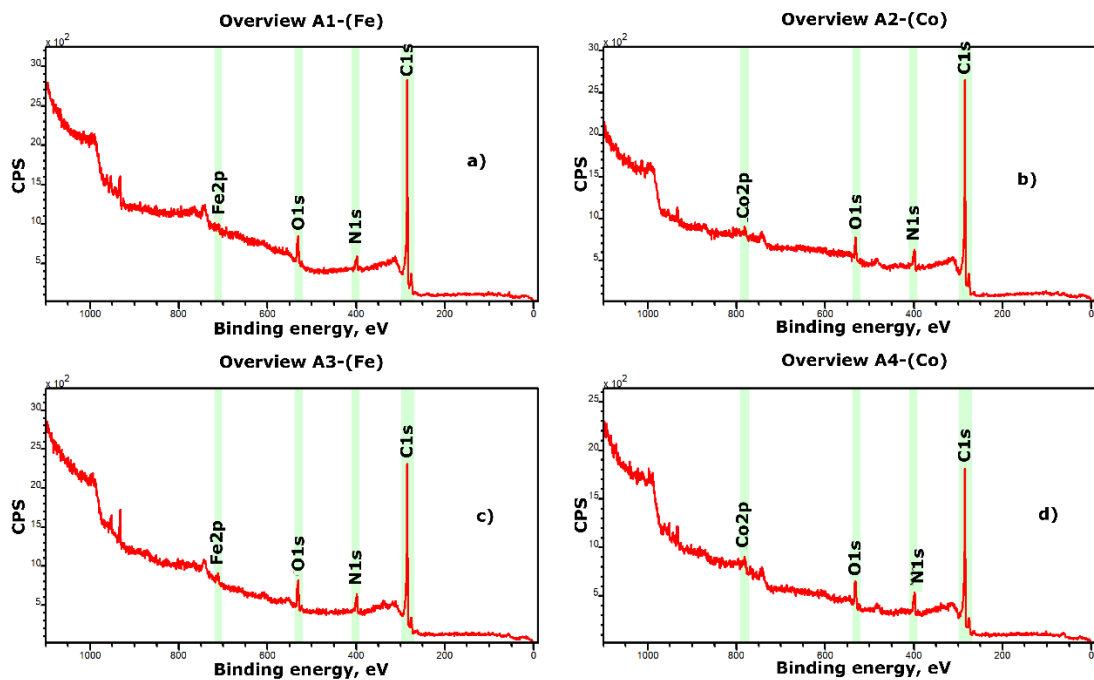 Overview A1-(Fe)
x 10²
30
25
20
15
10
5
CPS
Fe2p
O1s
N1s
C1s
a)
1000 800 600 400 200 0
Binding energy, eV
Overview A2-(Co)
x 10²
30
25
20
15
10
5
CPS
Co2p
O1s
N1s
C1s
b)
1000 800 600 400 200 0
Binding energy, eV
Overview A3-(Fe)
x 10²
30
25
20
15
10
5
CPS
Fe2p
O1s
N1s
C1s
c)
1000 800 600 400 200 0
Binding energy, eV
Overview A4-(Co)
x 10²
25
20
15
10
5
CPS
Co2p
O1s
N1s
C1s
d)
1000 800 600 400 200 0
Binding energy, eV